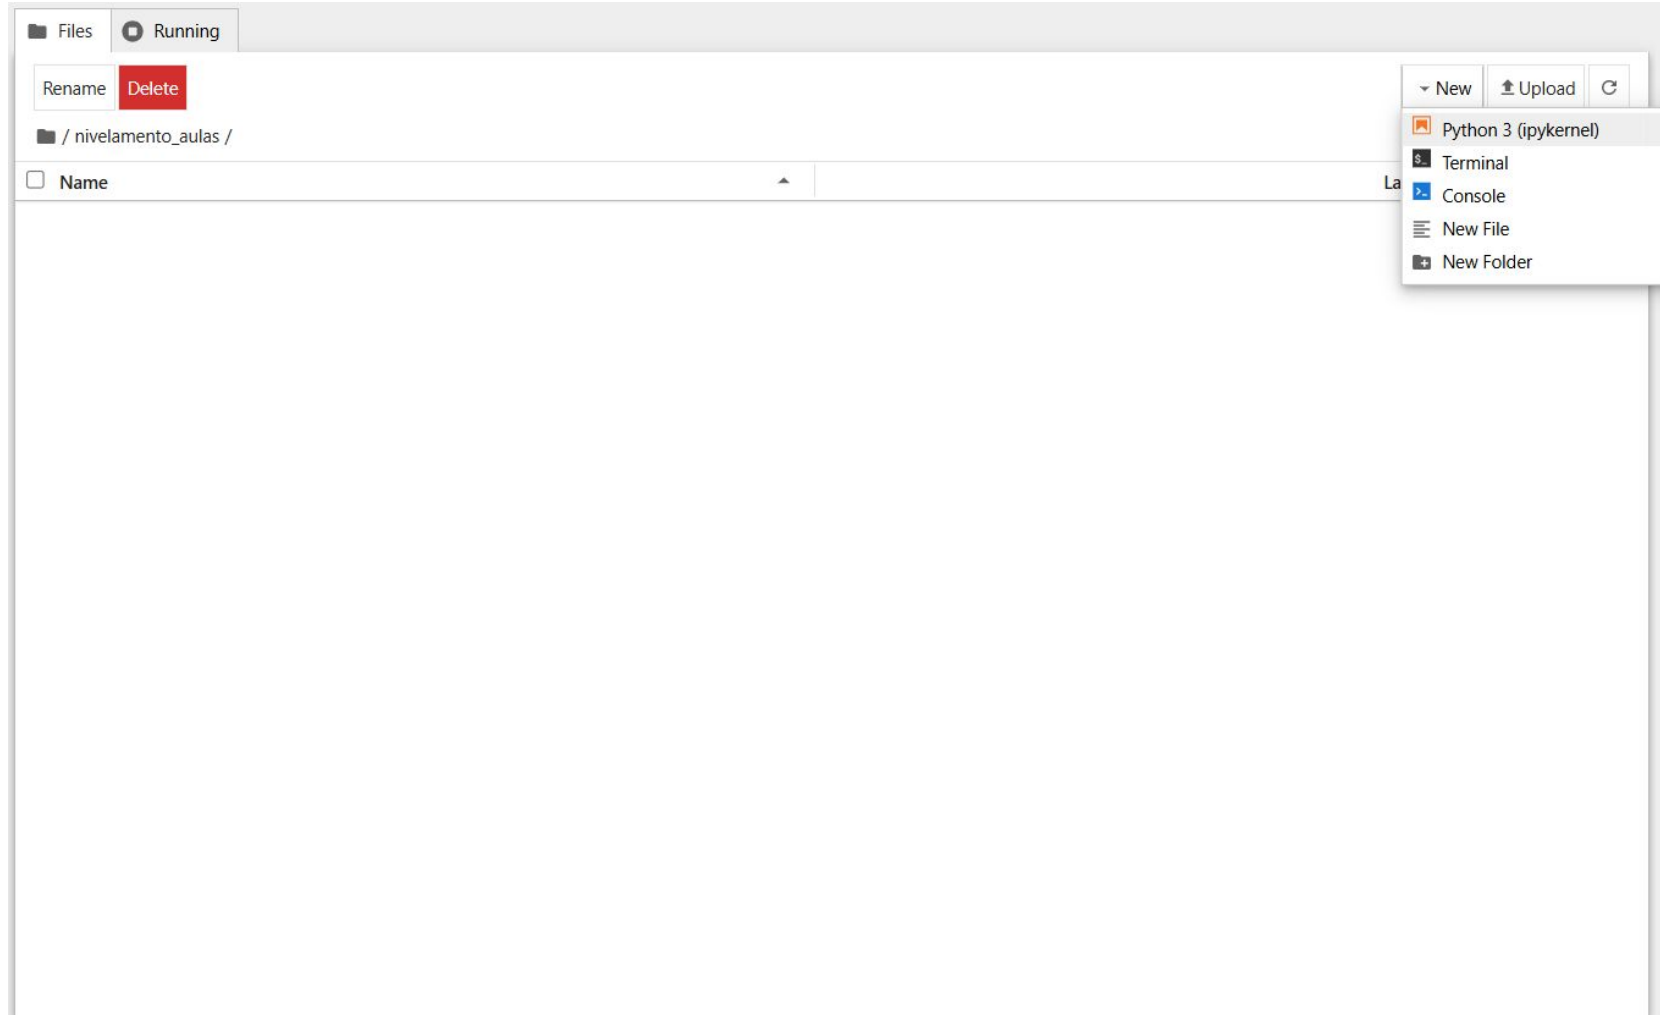 Files Running
Rename Delete New Upload
/ nivelamento_aulas /
Python 3 (ipykernel)
Name La
Terminal
Console
New File
New Folder